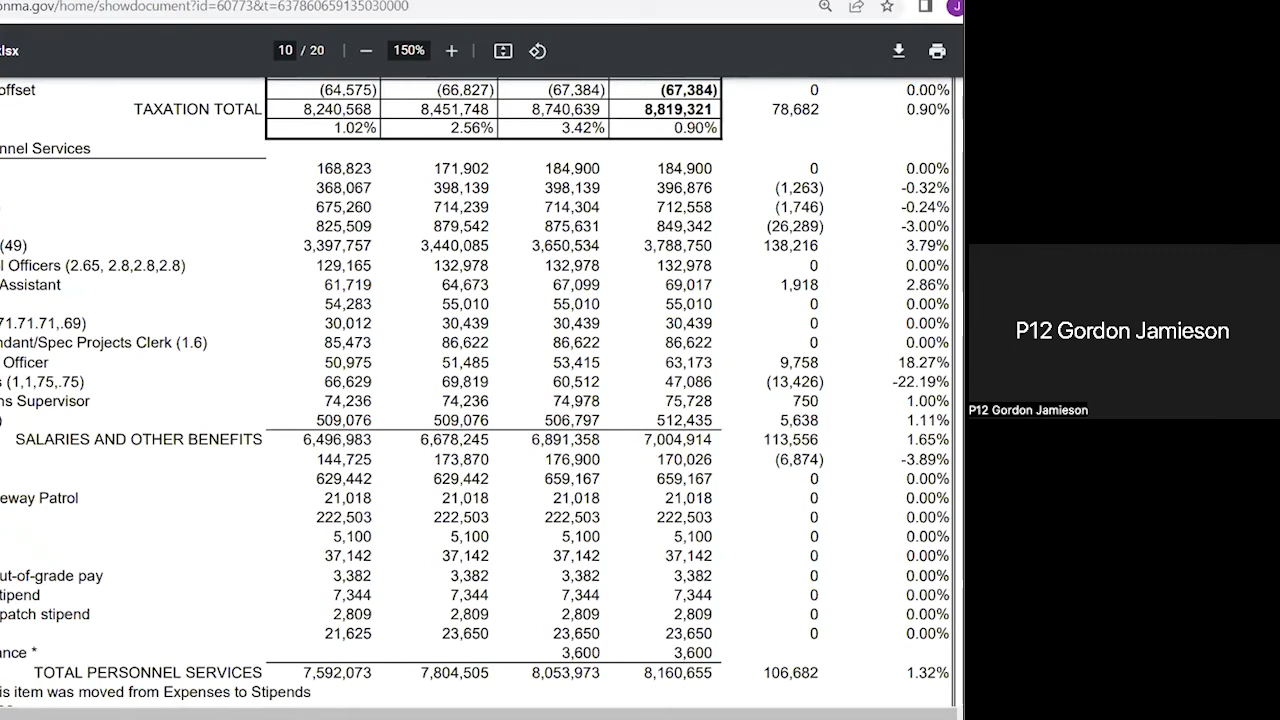 onma.gov/home/showdocument?id=60773&t=637860659135030000
J
lsx
10 / 20
150%
offset (64,575) (66,827) (67,384) (67,384) 0 0.00%
TAXATION TOTAL 8,240,568 8,451,748 8,740,639 8,819,321 78,682 0.90%
1.02% 2.56% 3.42% 0.90%
nnel Services
168,823 171,902 184,900 184,900 0 0.00%
368,067 398,139 398,139 396,876 (1,263) -0.32%
675,260 714,239 714,304 712,558 (1,746) -0.24%
825,509 879,542 875,631 849,342 (26,289) -3.00%
(49) 3,397,757 3,440,085 3,650,534 3,788,750 138,216 3.79%
l Officers (2.65, 2.8,2.8,2.8) 129,165 132,978 132,978 132,978 0 0.00%
Assistant 61,719 64,673 67,099 69,017 1,918 2.86%
54,283 55,010 55,010 55,010 0 0.00%
71.71.71,.69) 30,012 30,439 30,439 30,439 0 0.00%
ndant/Spec Projects Clerk (1.6) 85,473 86,622 86,622 86,622 0 0.00%
Officer 50,975 51,485 53,415 63,173 9,758 18.27%
s (1,1,75,.75) 66,629 69,819 60,512 47,086 (13,426) -22.19%
ns Supervisor 74,236 74,236 74,978 75,728 750 1.00%
) 509,076 509,076 506,797 512,435 5,638 1.11%
SALARIES AND OTHER BENEFITS 6,496,983 6,678,245 6,891,358 7,004,914 113,556 1.65%
144,725 173,870 176,900 170,026 (6,874) -3.89%
629,442 629,442 659,167 659,167 0 0.00%
eway Patrol 21,018 21,018 21,018 21,018 0 0.00%
222,503 222,503 222,503 222,503 0 0.00%
5,100 5,100 5,100 5,100 0 0.00%
37,142 37,142 37,142 37,142 0 0.00%
ut-of-grade pay 3,382 3,382 3,382 3,382 0 0.00%
tipend 7,344 7,344 7,344 7,344 0 0.00%
patch stipend 2,809 2,809 2,809 2,809 0 0.00%
21,625 23,650 23,650 23,650 0 0.00%
nce * 3,600 3,600
TOTAL PERSONNEL SERVICES 7,592,073 7,804,505 8,053,973 8,160,655 106,682 1.32%
is item was moved from Expenses to Stipends
P12 Gordon Jamieson
P12 Gordon Jamieson